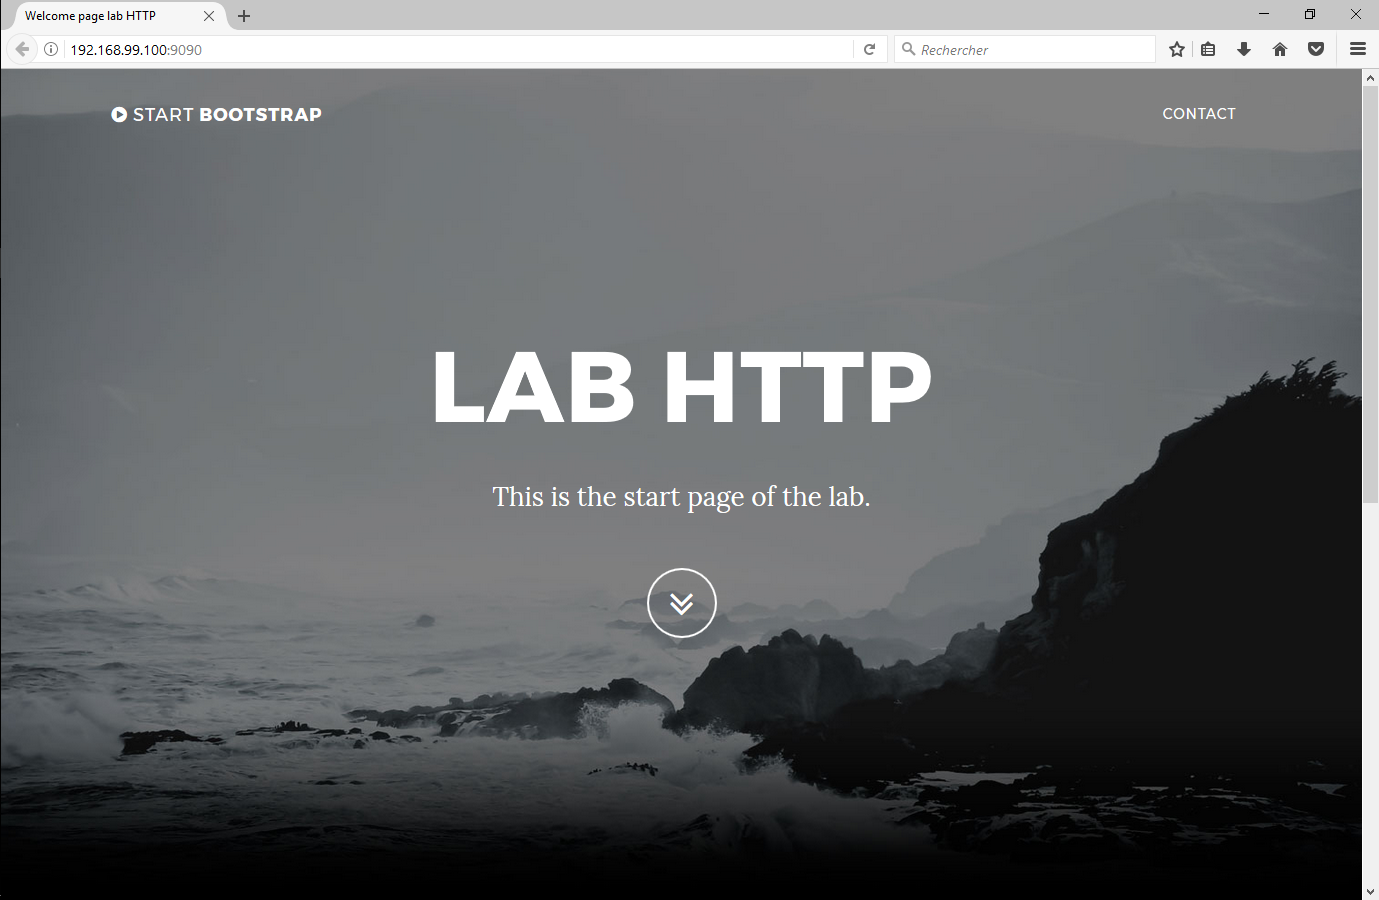 Welcome page lab HTTP
192.168.99.100:9090
Rechercher
START BOOTSTRAP
CONTACT
LAB HTTP
This is the start page of the lab.